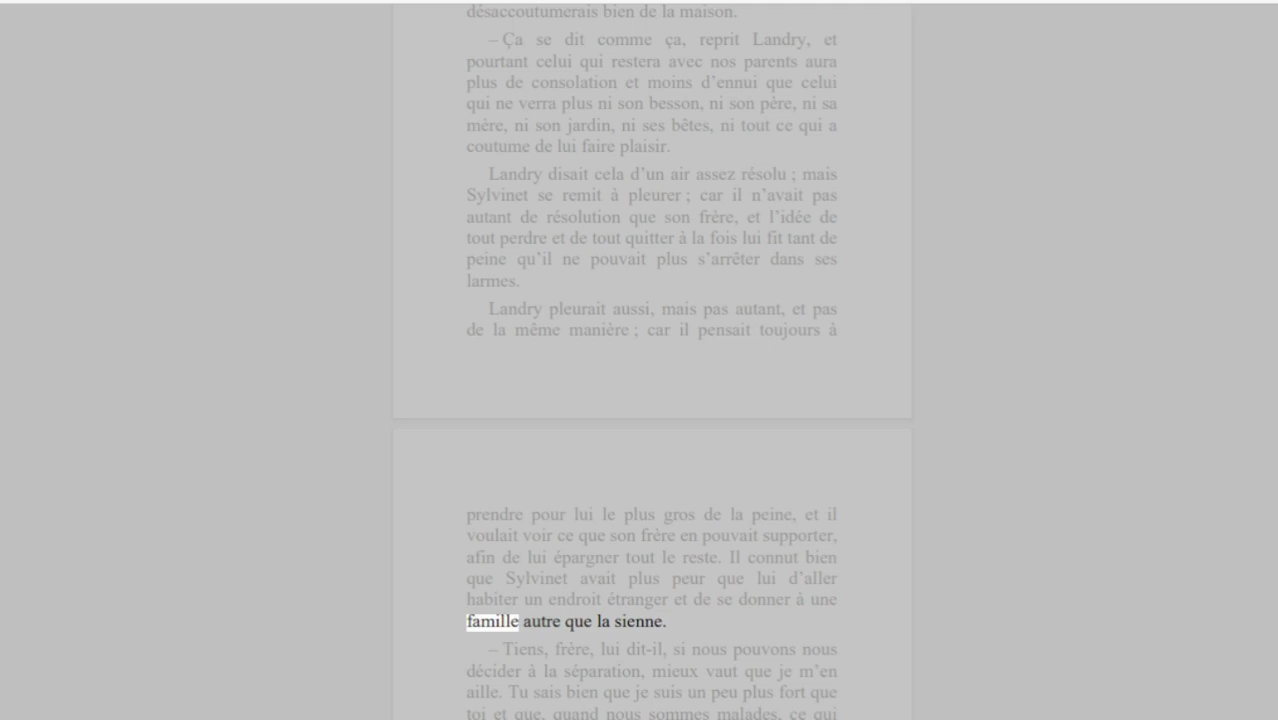 désaccoutumerais bien de la maison.
– Ça se dit comme ça, reprit Landry, et
pourtant celui qui restera avec nos parents aura
plus de consolation et moins d’ennui que celui
qui ne verra plus ni son besson, ni son père, ni sa
mère, ni son jardin, ni ses bêtes, ni tout ce qui a
coutume de lui faire plaisir.
Landry disait cela d’un air assez résolu ; mais
Sylvinet se remit à pleurer ; car il n’avait pas
autant de résolution que son frère, et l’idée de
tout perdre et de tout quitter à la fois lui fit tant de
peine qu’il ne pouvait plus s’arrêter dans ses
larmes.
Landry pleurait aussi, mais pas autant, et pas
de la même manière ; car il pensait toujours à
prendre pour lui le plus gros de la peine, et il
voulait voir ce que son frère en pouvait supporter,
afin de lui épargner tout le reste. Il connut bien
que Sylvinet avait plus peur que lui d’aller
habiter un endroit étranger et de se donner à une
famille autre que la sienne.
– Tiens, frère, lui dit-il, si nous pouvons nous
décider à la séparation, mieux vaut que je m’en
aille. Tu sais bien que je suis un peu plus fort que
toi et que, quand nous sommes malades, ce qui